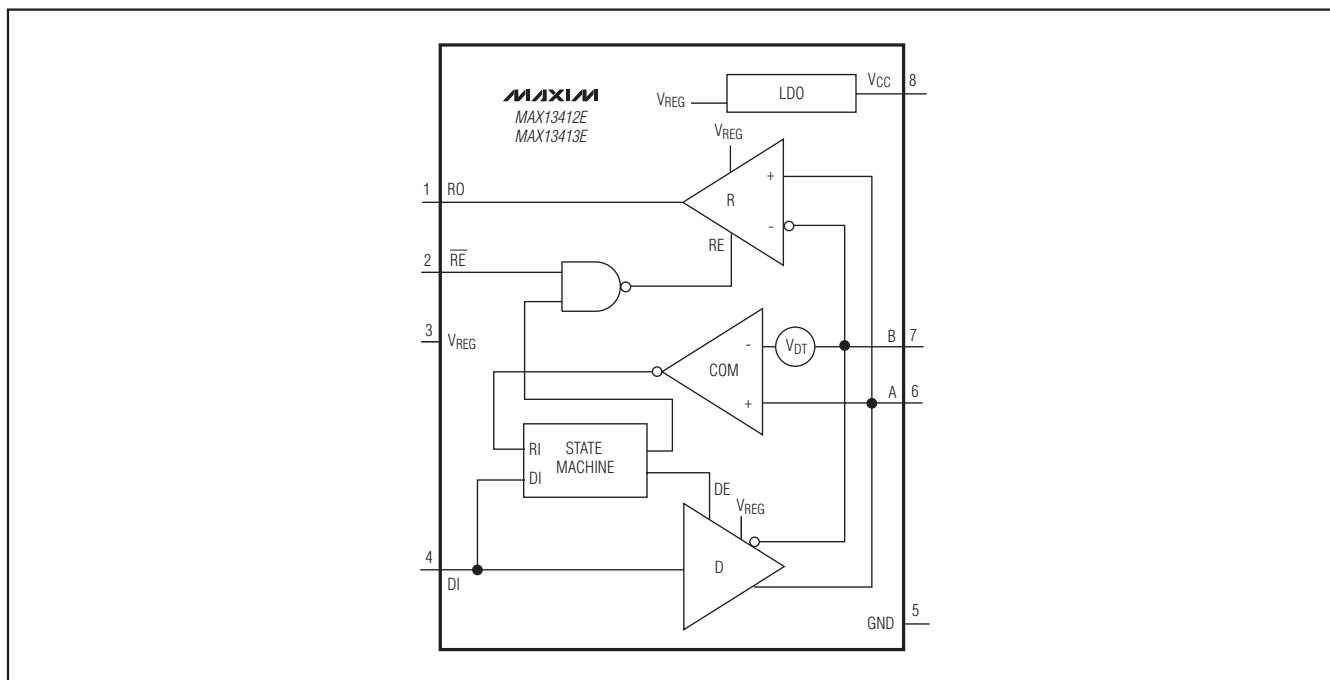 MAXIM
MAX13412E
MAX13413E
LDO
VCC 8
VREG
VREG
1 RO
R
+
-
RE
2 R̅E̅
3 VREG
COM
-
+
VDT
B 7
A 6
RI
DI
STATE
MACHINE
DE
VREG
D
4
DI
GND 5